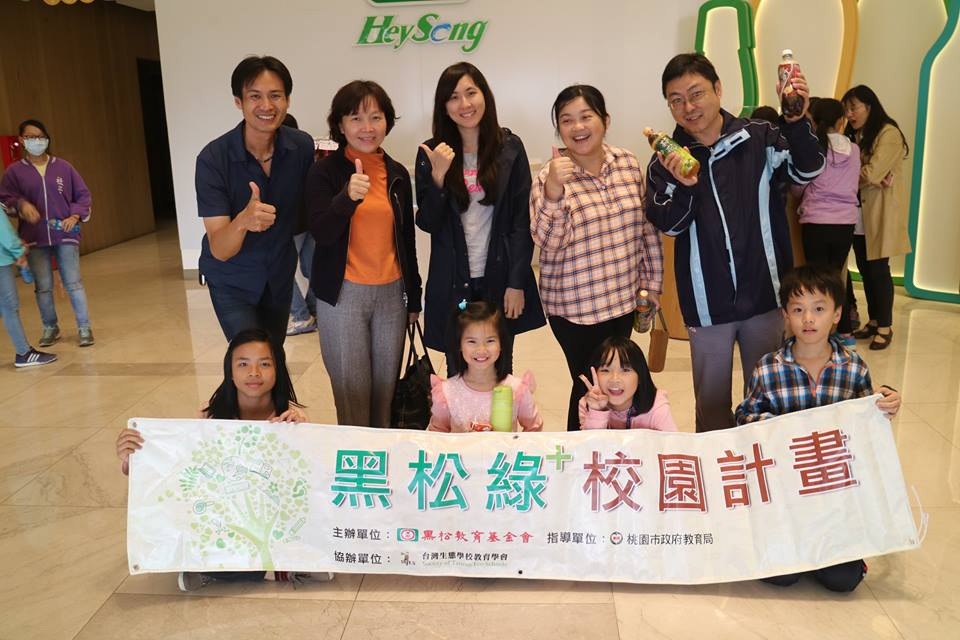 HeySong
黑松綠+校園計畫
主辦單位：黑松教育基金會 指導單位：桃園市政府教育局
協辦單位：台灣生態學校教育學會
Society of Taiwan Eco-Schools